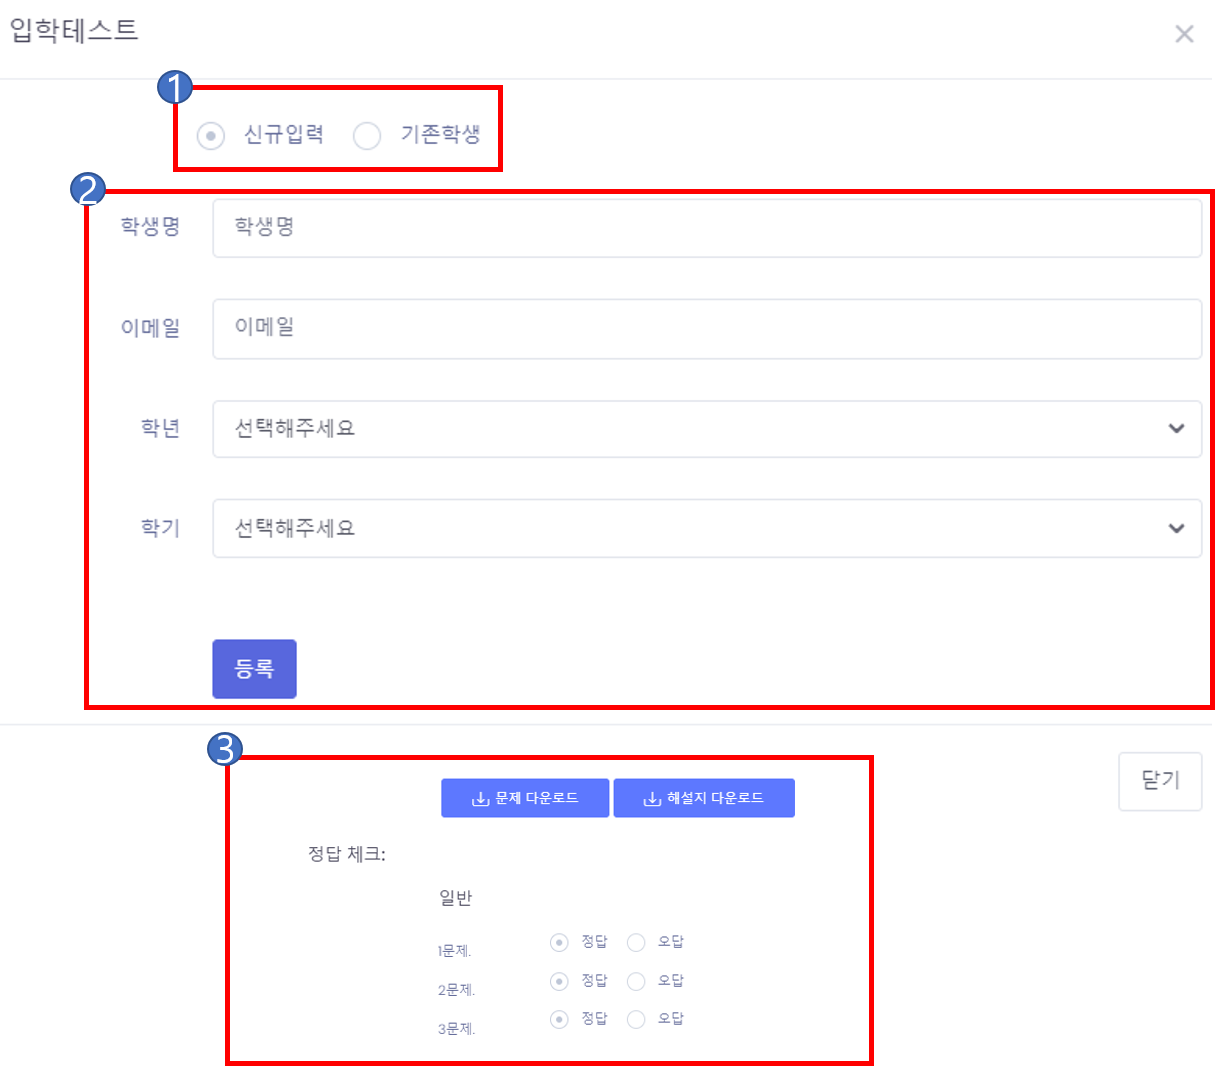 입학테스트
1
신규입력 기존학생
2
학생명 학생명
이메일 이메일
학년 선택해주세요
학기 선택해주세요
등록
3
닫기
문제 다운로드 해설지 다운로드
정답 체크:
일반
1문제. 정답 오답
2문제. 정답 오답
3문제. 정답 오답